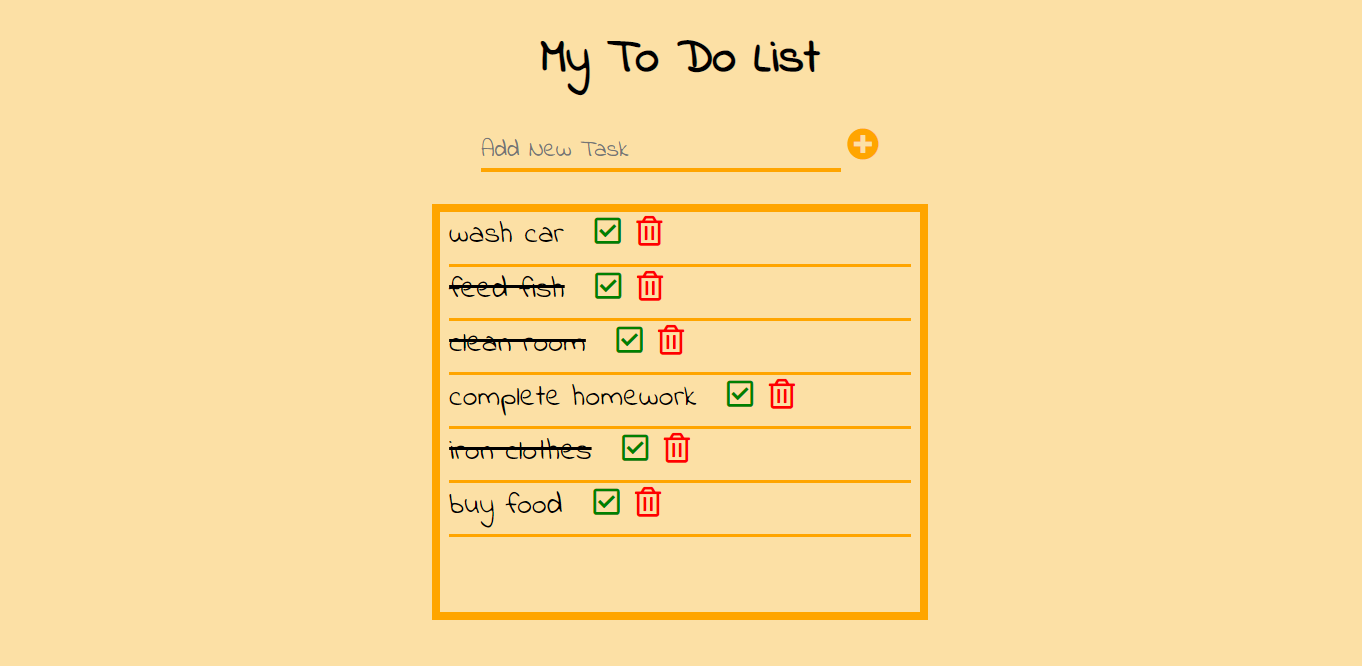 My To Do List
Add New Task
wash car
feed fish
clean room
complete homework
iron clothes
buy food